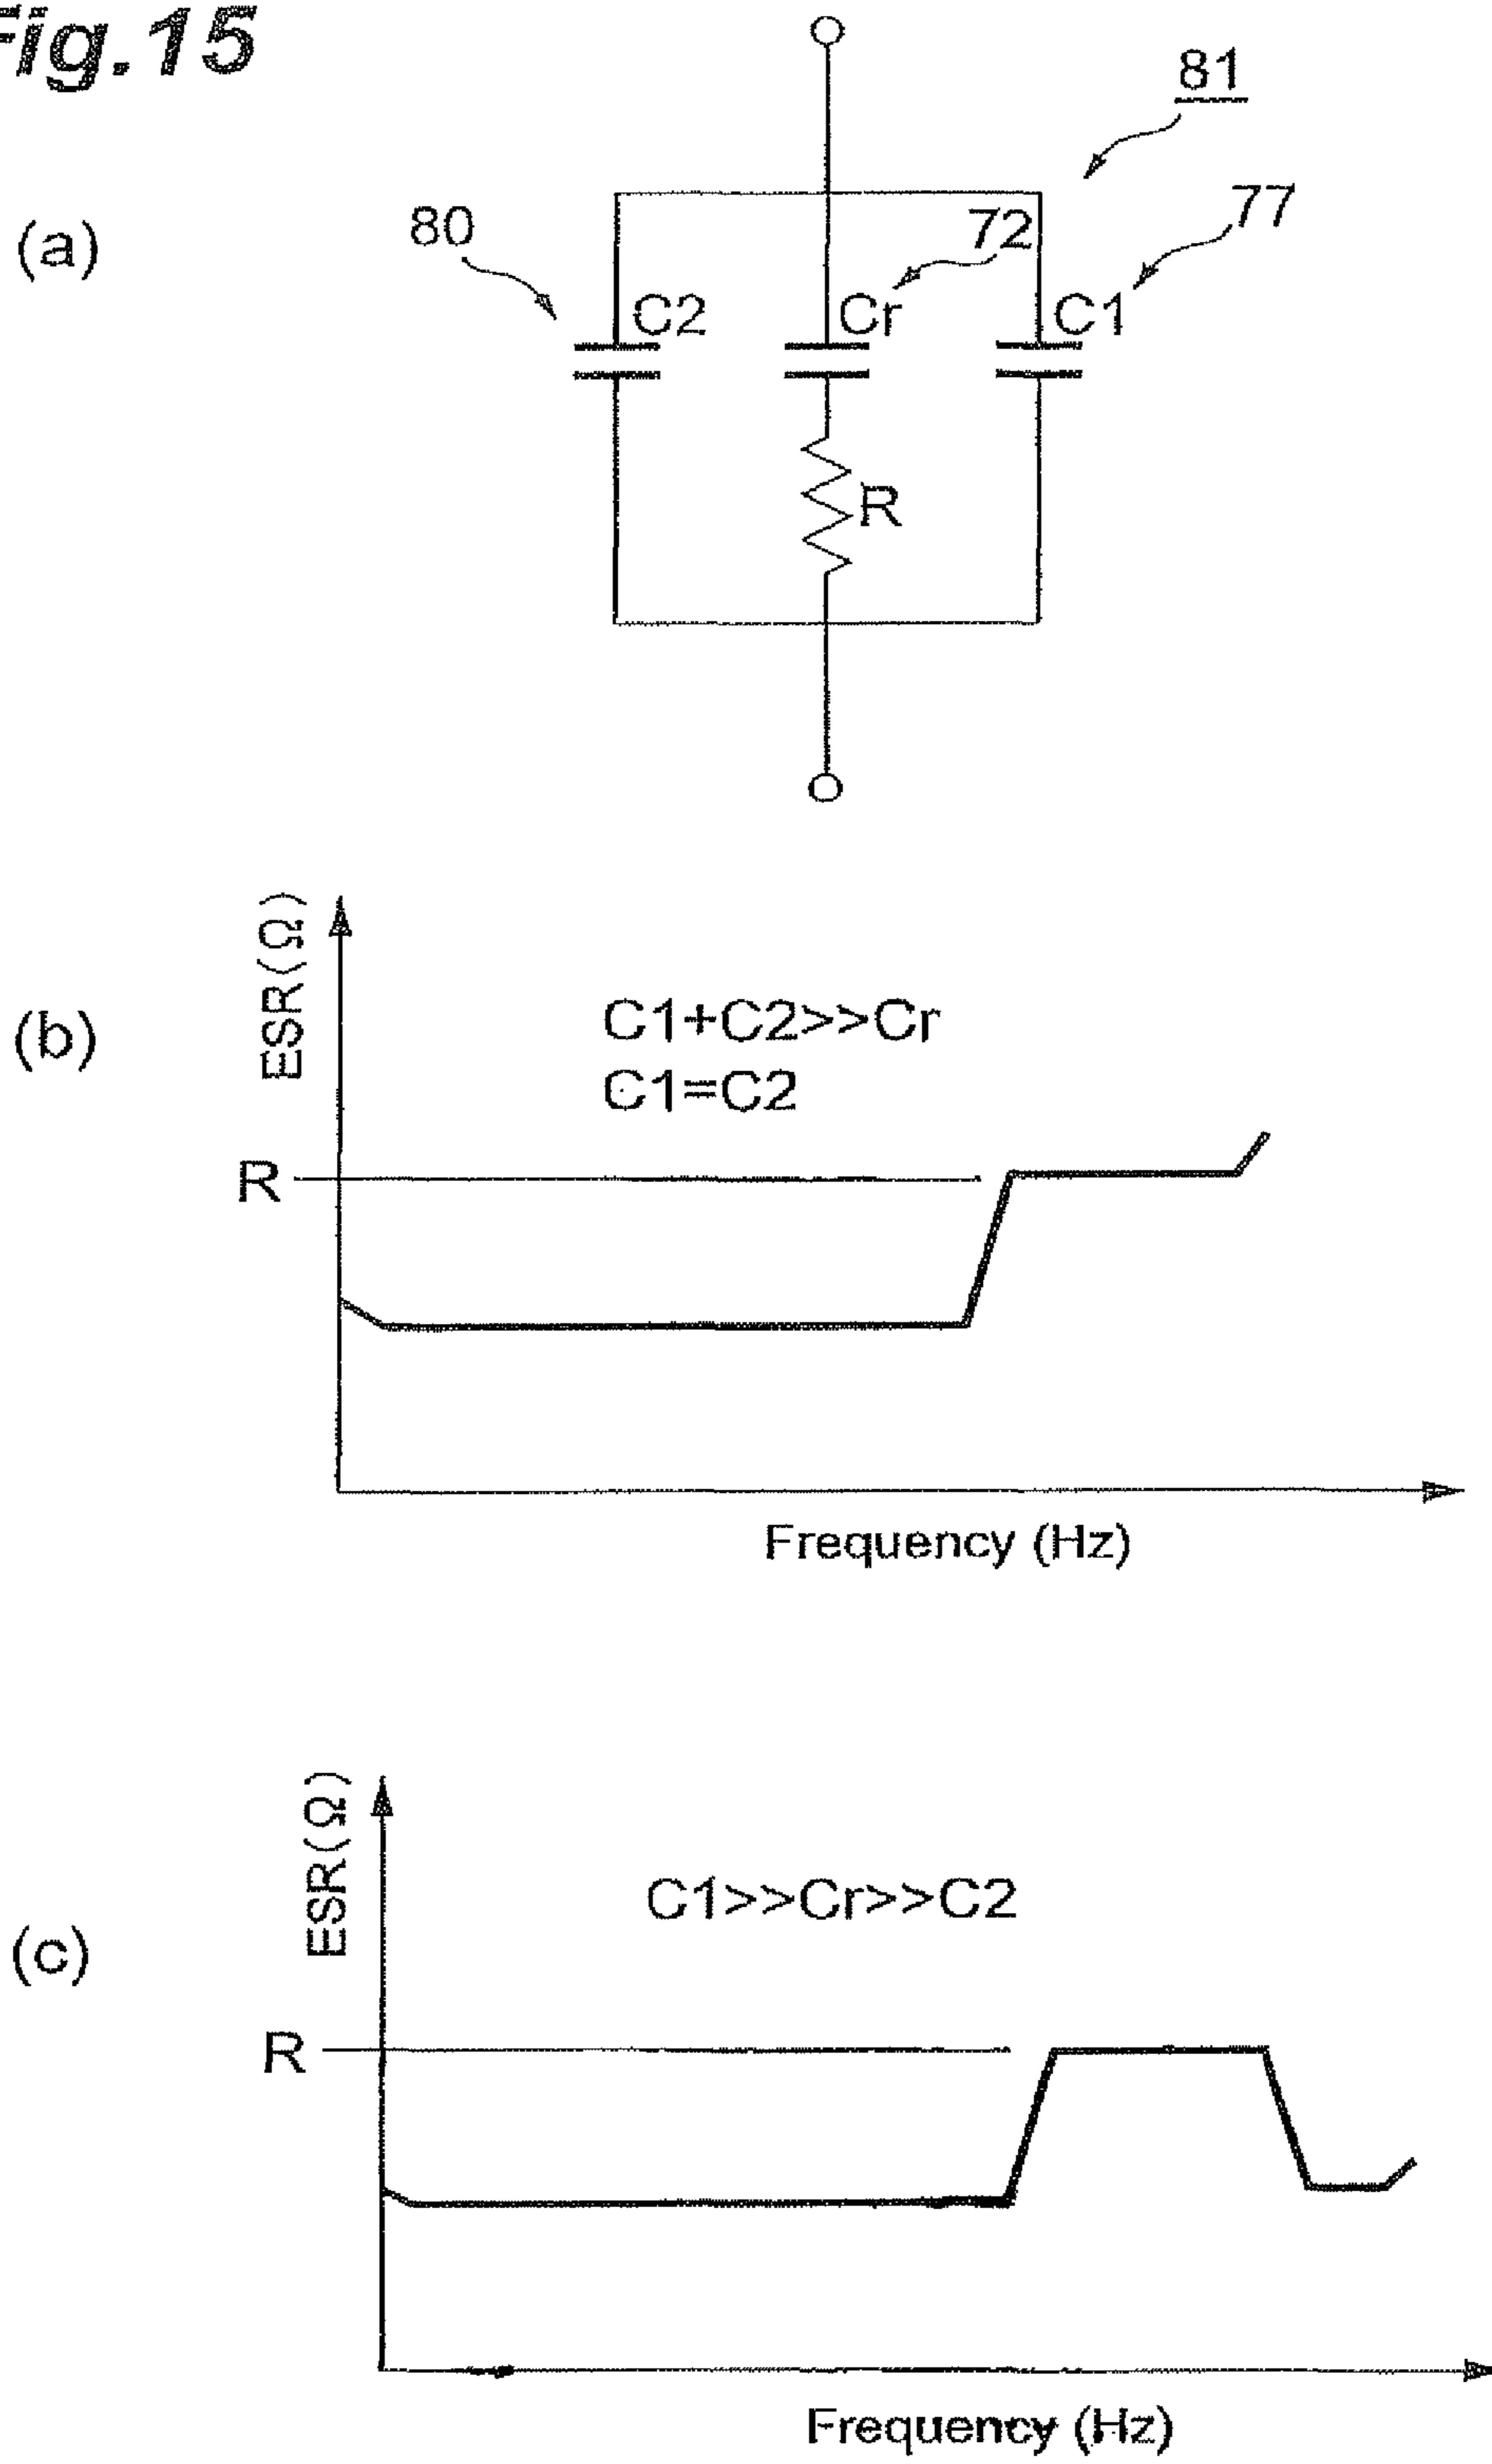 Fig.15
(a)
81
80
72
77
C2
Cr
C1
R
(b)
ESR(Ω)
C1+C2>>Cr
C1=C2
R
Frequency (Hz)
(c)
ESR(Ω)
C1>>Cr>>C2
R
Frequency (Hz)